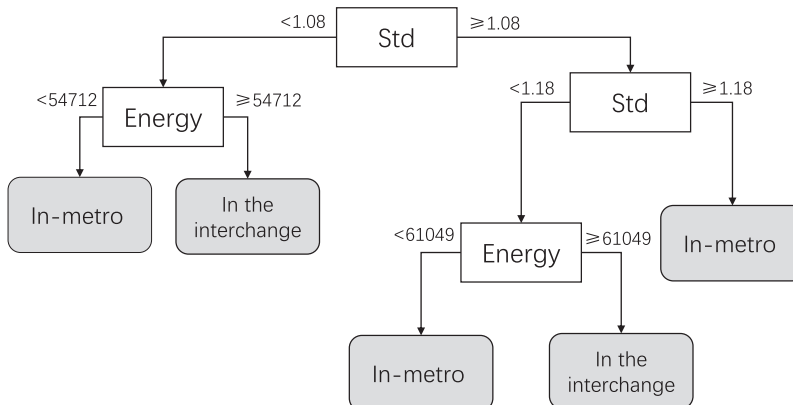 <1.08
Std
≥1.08
<54712
Energy
≥54712
<1.18
Std
≥1.18
In-metro
In the
interchange
<61049
Energy
≥61049
In-metro
In-metro
In the
interchange